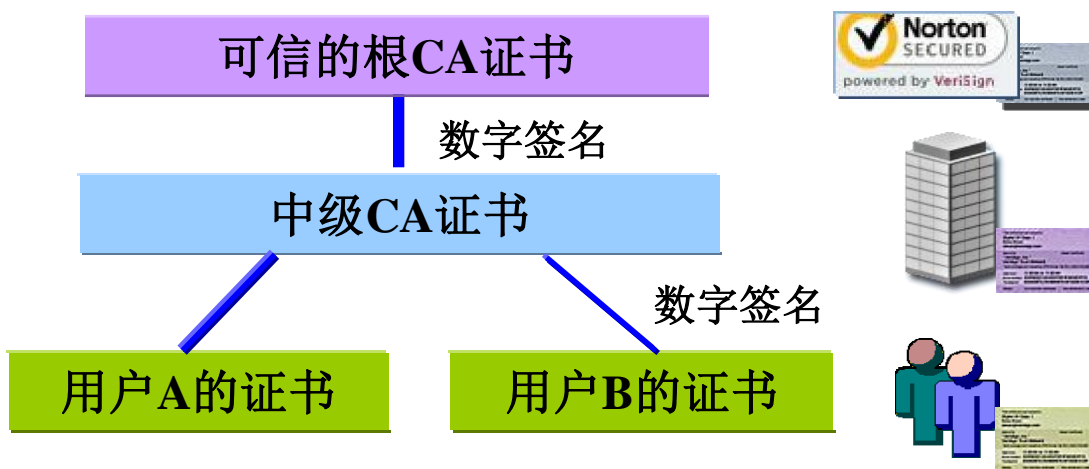 可信的根CA证书
Norton
SECURED
powered by VeriSign
数字签名
中级CA证书
数字签名
用户A的证书
用户B的证书